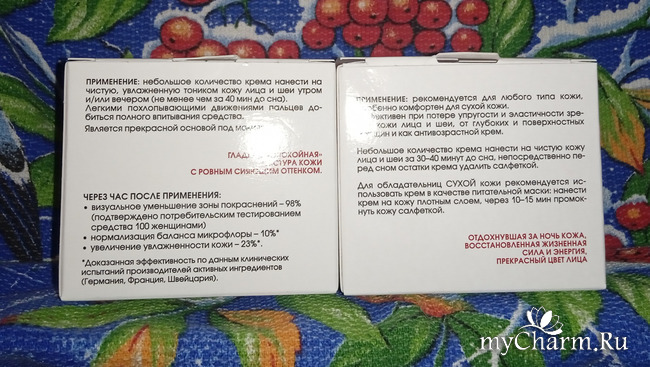 ПРИМЕНЕНИЕ: небольшое количество крема нанести на
чистую, увлажненную тоником кожу лица и шеи утром
и/или вечером (не менее чем за 40 мин до сна).
Легкими похлопывающими движениями пальцев до-
биться полного впитывания средства.
Является прекрасной основой под
КОЖИ
С РОВНЫМ СИЯЮЩИМ ОТТЕНКОМ.
ЧЕРЕЗ ЧАС ПОСЛЕ ПРИМЕНЕНИЯ:
• визуальное уменьшение зоны покраснений – 98%
(подтверждено потребительским тестированием
средства 100 женщинами)
• нормализация баланса микрофлоры – 10%*
• увеличение увлажненности кожи – 23%*.
*Доказанная эффективность по данным клинических
испытаний производителей активных ингредиентов
(Германия, Франция, Швейцария).
ПРИМЕНЕНИЕ: рекомендуется для любого типа кожи,
особенно комфортен для сухой кожи.
при потере упругости и эластичности зре-
кожи лица и шеи, от глубоких и поверхностных
и как антивозрастной крем.
Небольшое количество крема нанести на чистую кожу
лица и шеи за 30–40 минут до сна, непосредственно пе-
ред сном остатки крема удалить салфеткой.
Для обладательниц СУХОЙ кожи рекомендуется ис-
пользовать крем в качестве питательной маски: нанести
крем на кожу плотным слоем, через 10–15 мин промок-
нуть кожу салфеткой.
ОТДОХНУВШАЯ ЗА НОЧЬ КОЖА,
ВОССТАНОВЛЕННАЯ ЖИЗНЕННАЯ
СИЛА И ЭНЕРГИЯ,
ПРЕКРАСНЫЙ ЦВЕТ ЛИЦА
myCharm.Ru